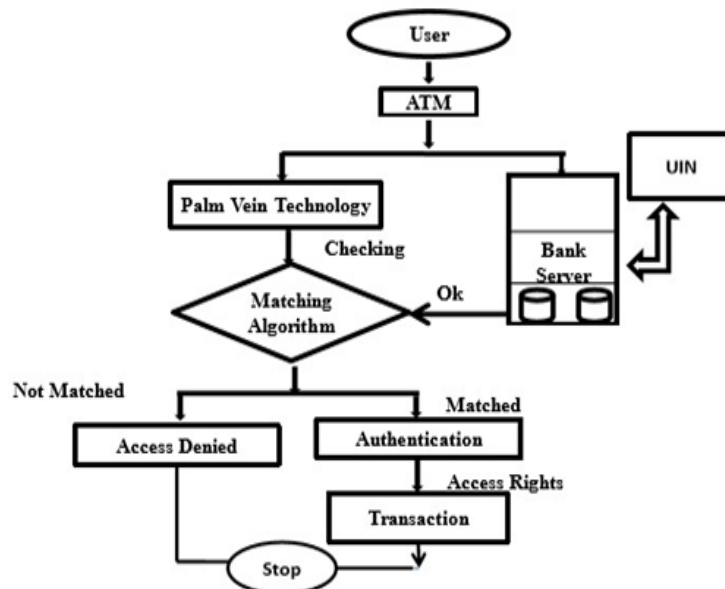 User
ATM
UIN
Palm Vein Technology
Bank
Server
Checking
Ok
Matching
Algorithm
Not Matched
Matched
Access Denied
Authentication
Access Rights
Transaction
Stop